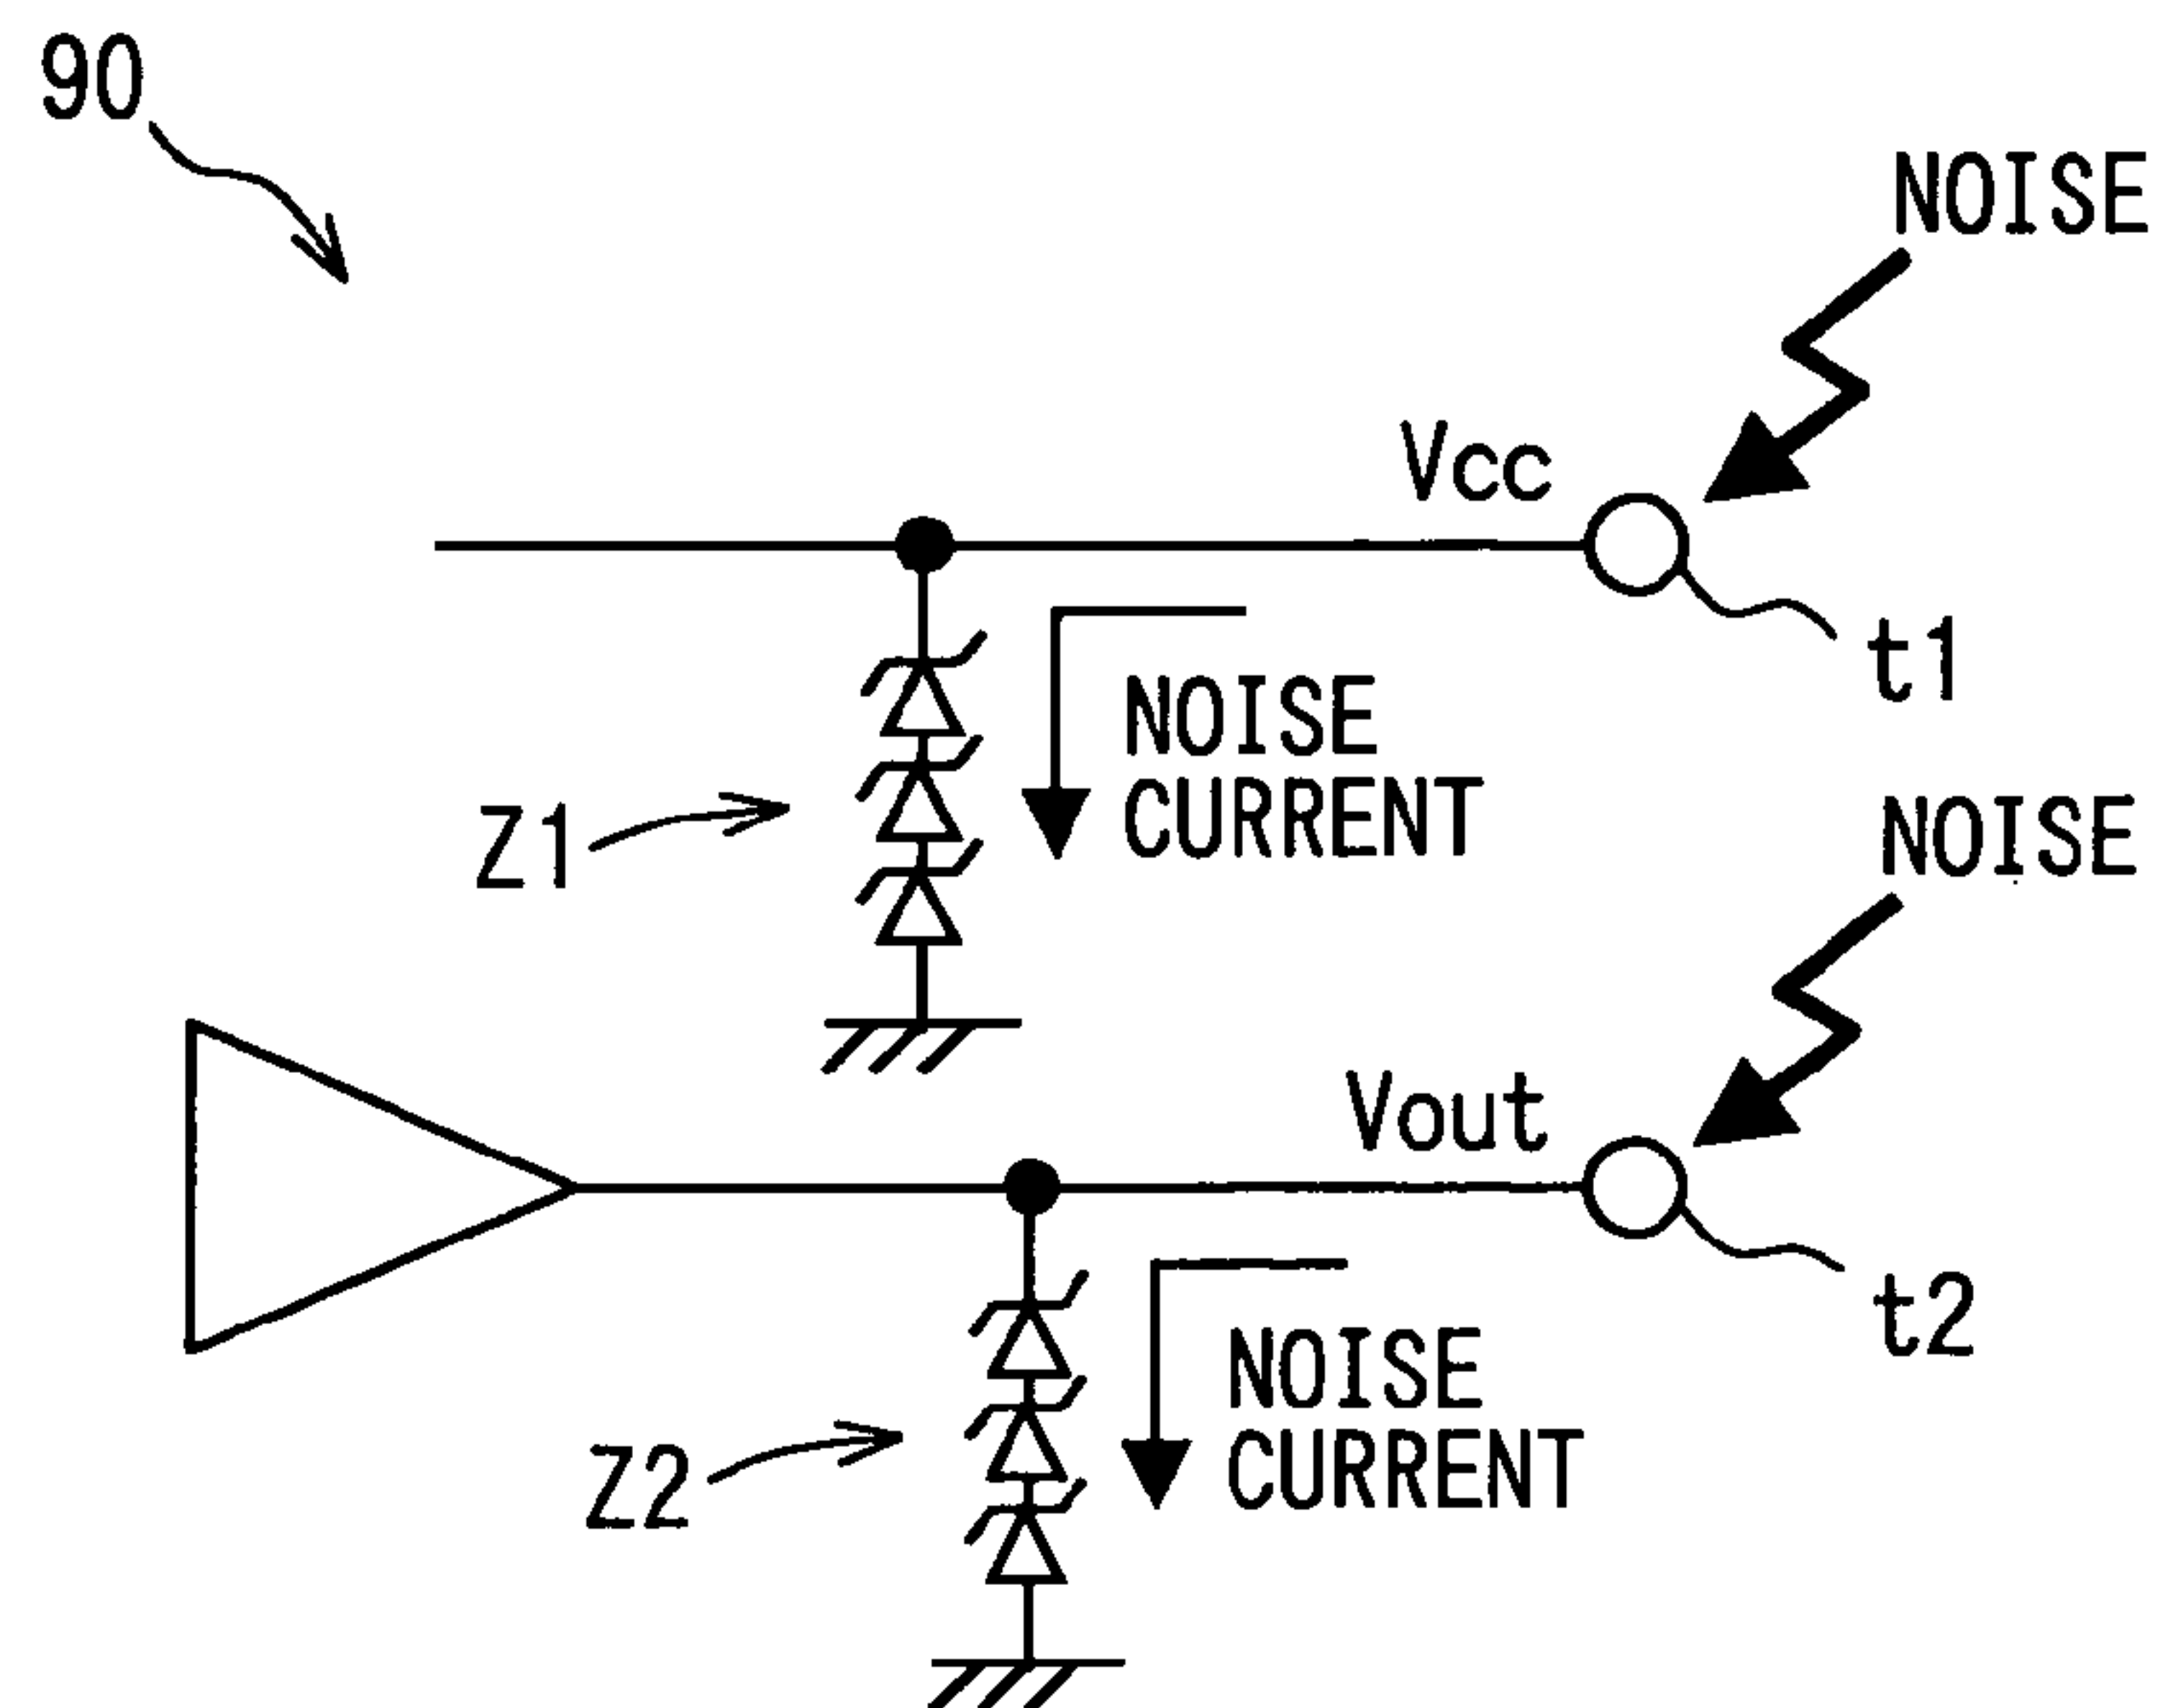 90
NOISE
Vcc
t1
NOISE
CURRENT
Z1
NOISE
Vout
t2
NOISE
CURRENT
Z2